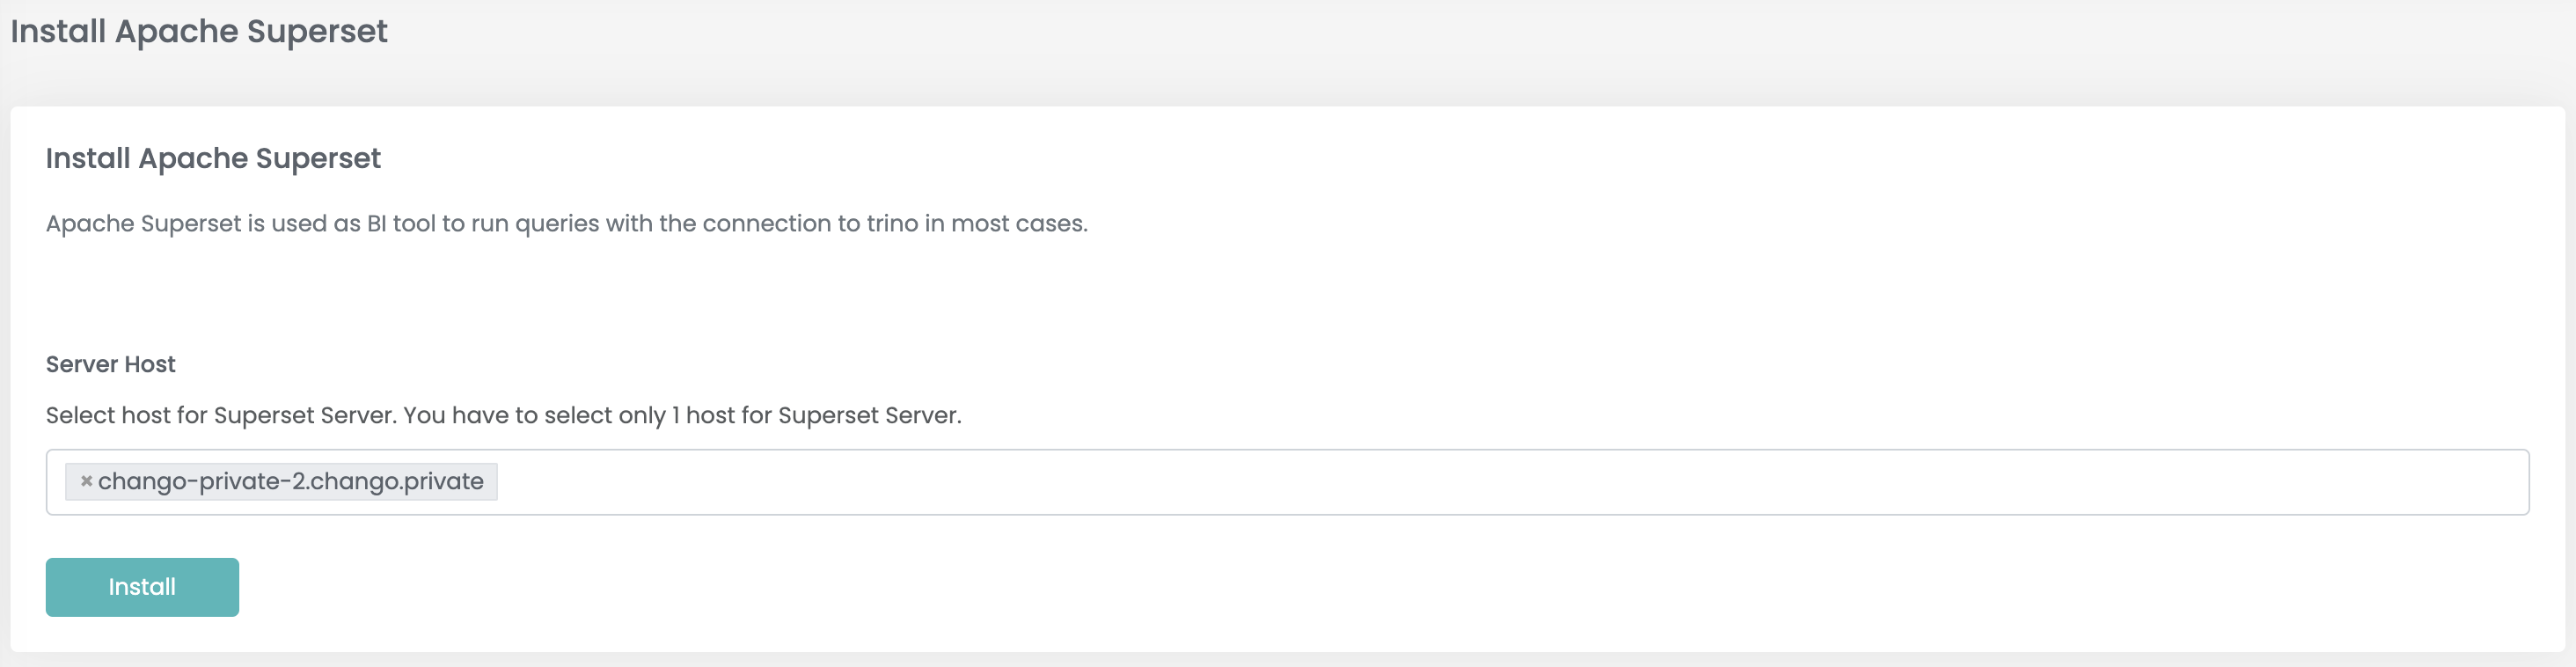 Install Apache Superset
Install Apache Superset
Apache Superset is used as BI tool to run queries with the connection to trino in most cases.
Server Host
Select host for Superset Server. You have to select only 1 host for Superset Server.
× chango-private-2.chango.private
Install